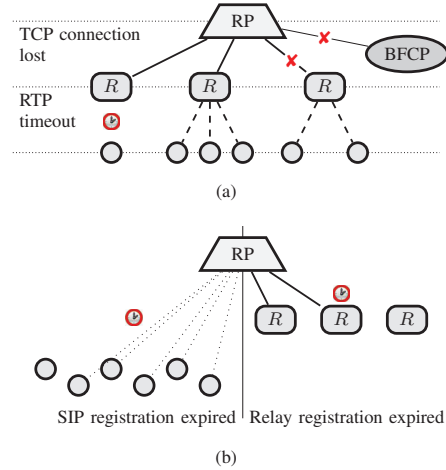 RP
TCP connection
lost
BFCP
R R R
RTP
timeout
(a)
RP
R R R
SIP registration expired Relay registration expired
(b)